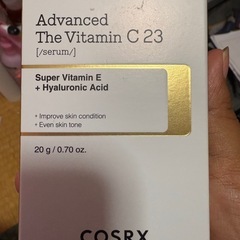 Advanced
The Vitamin C 23
[/serum/]
Super Vitamin E
+ Hyaluronic Acid
• Improve skin condition
• Even skin tone
20 g / 0.70 oz.
COSRX